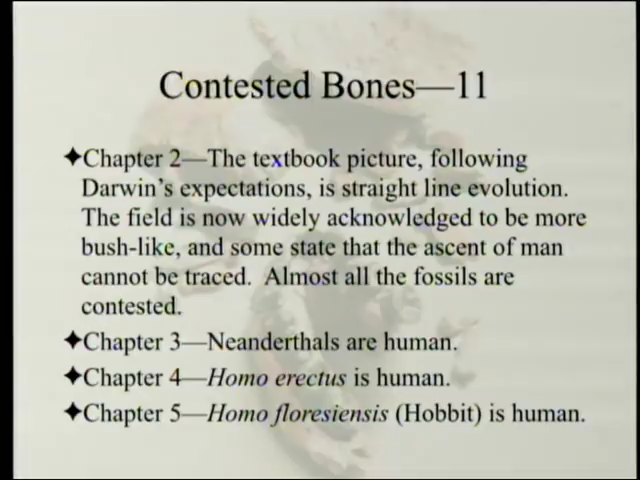 Contested Bones—11
✦Chapter 2—The textbook picture, following
Darwin's expectations, is straight line evolution.
The field is now widely acknowledged to be more
bush-like, and some state that the ascent of man
cannot be traced. Almost all the fossils are
contested.
✦Chapter 3—Neanderthals are human.
✦Chapter 4—Homo erectus is human.
✦Chapter 5—Homo floresiensis (Hobbit) is human.